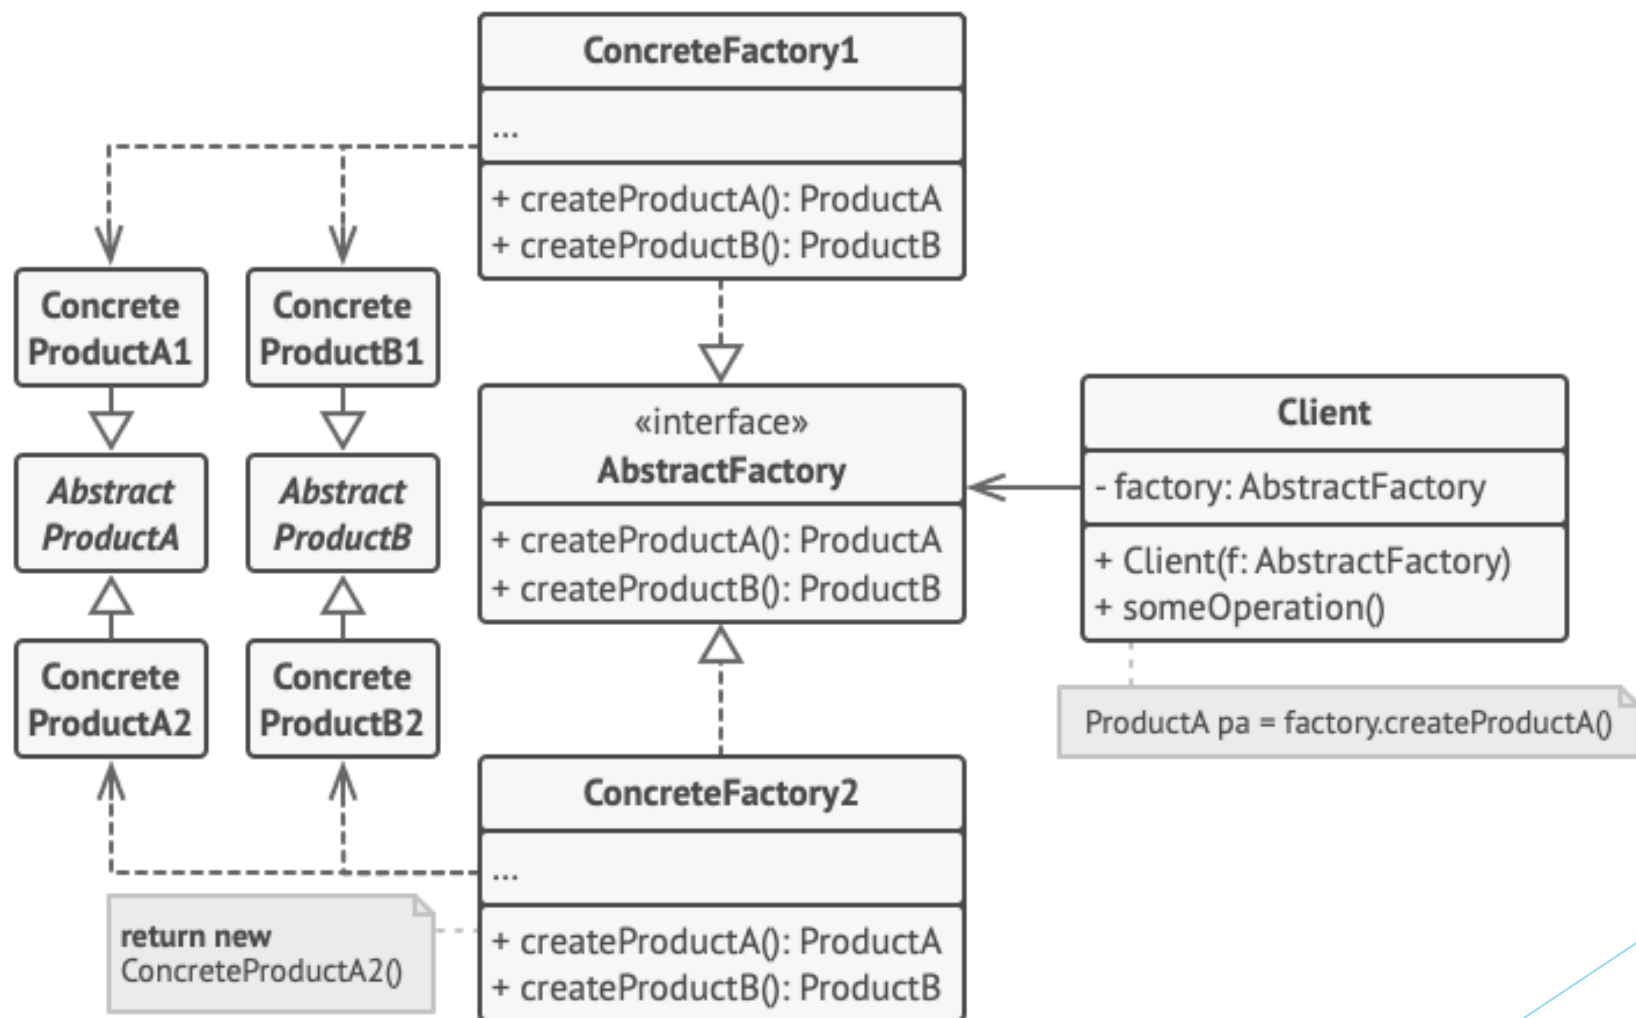 ConcreteFactory1
...
+ createProductA(): ProductA
+ createProductB(): ProductB
Concrete
ProductA1
Concrete
ProductB1
Abstract
ProductA
Abstract
ProductB
Concrete
ProductA2
Concrete
ProductB2
«interface»
AbstractFactory
+ createProductA(): ProductA
+ createProductB(): ProductB
Client
- factory: AbstractFactory
+ Client(f: AbstractFactory)
+ someOperation()
ProductA pa = factory.createProductA()
ConcreteFactory2
...
+ createProductA(): ProductA
+ createProductB(): ProductB
return new
ConcreteProductA2()